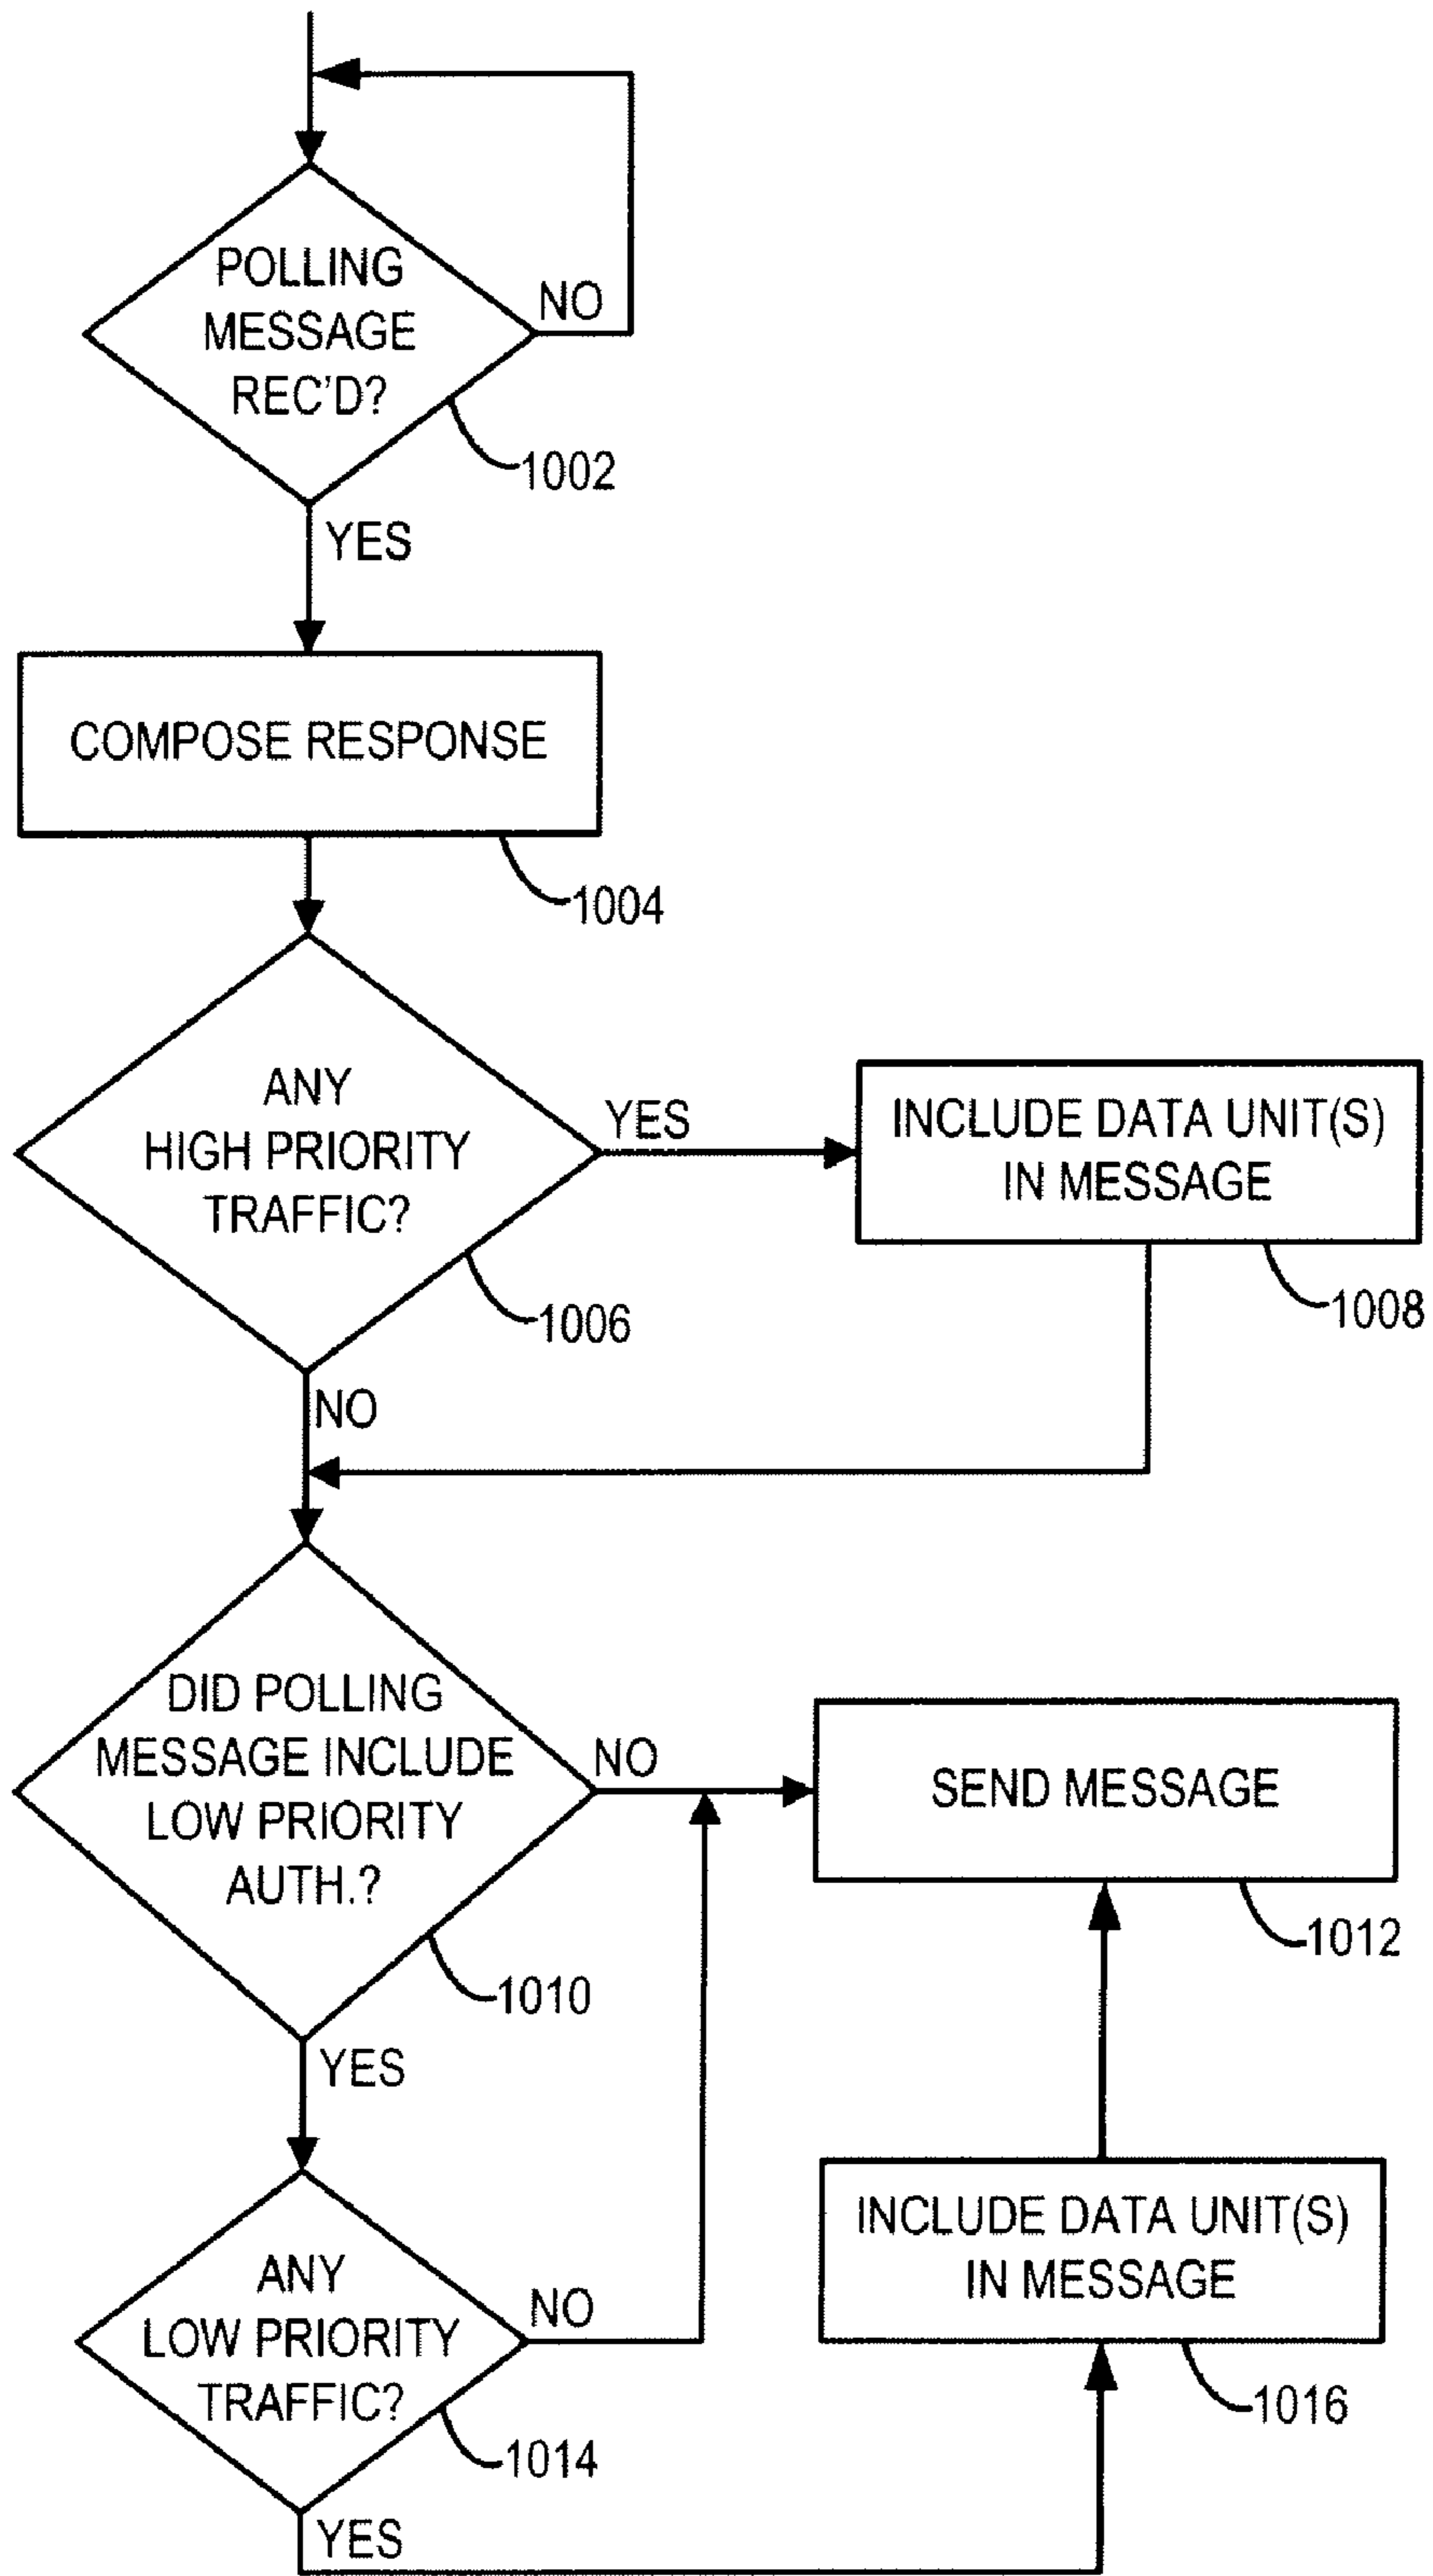 POLLING
MESSAGE
REC'D?
NO
1002
YES
COMPOSE RESPONSE
1004
ANY
HIGH PRIORITY
TRAFFIC?
YES
1006
INCLUDE DATA UNIT(S)
IN MESSAGE
1008
NO
DID POLLING
MESSAGE INCLUDE
LOW PRIORITY
AUTH.?
NO
1010
SEND MESSAGE
1012
YES
ANY
LOW PRIORITY
TRAFFIC?
NO
1014
INCLUDE DATA UNIT(S)
IN MESSAGE
1016
YES